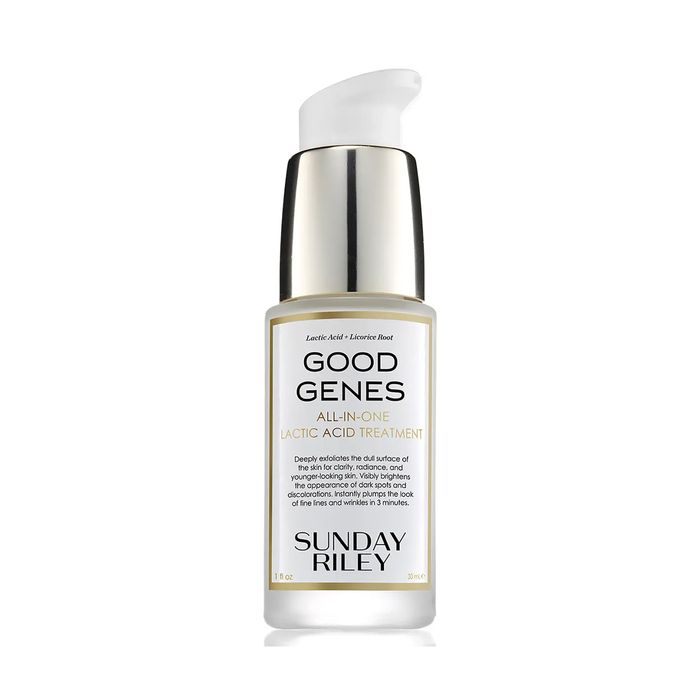 Lactic Acid + Licorice Root
GOOD
GENES
ALL-IN-ONE
LACTIC ACID TREATMENT
Deeply exfoliates the dull surface of
the skin for clarity, radiance, and
younger-looking skin. Visibly brightens
the appearance of dark spots and
discolorations. Instantly plumps the look
of fine lines and wrinkles in 3 minutes.
SUNDAY
RILEY
1 fl oz 30 mL ℮